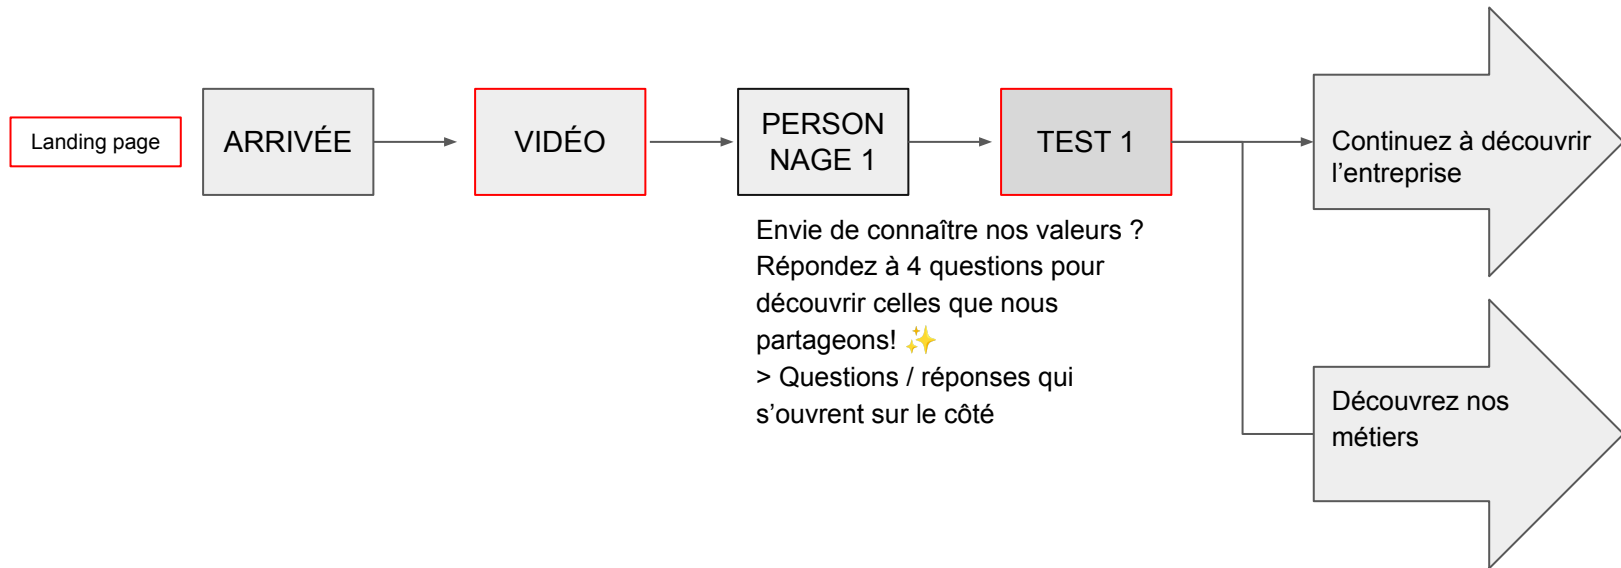 Landing page
ARRIVÉE
VIDÉO
PERSON
NAGE 1
TEST 1
Envie de connaître nos valeurs ?
Répondez à 4 questions pour
découvrir celles que nous
partageons! ✨
> Questions / réponses qui
s’ouvrent sur le côté
Continuez à découvrir
l’entreprise
Découvrez nos
métiers